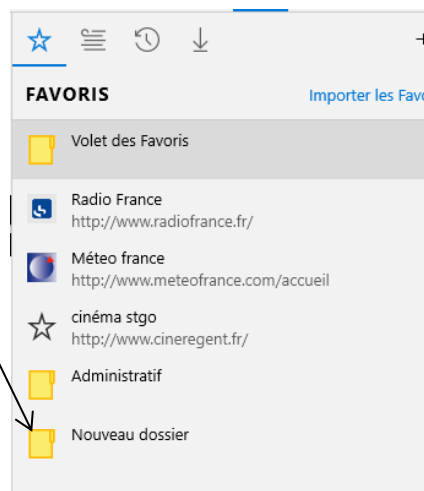 FAVORIS
Importer les Favo
Volet des Favoris
Radio France
http://www.radiofrance.fr/
Méteo france
http://www.meteofrance.com/accueil
cinéma stgo
http://www.cineregent.fr/
Administratif
Nouveau dossier